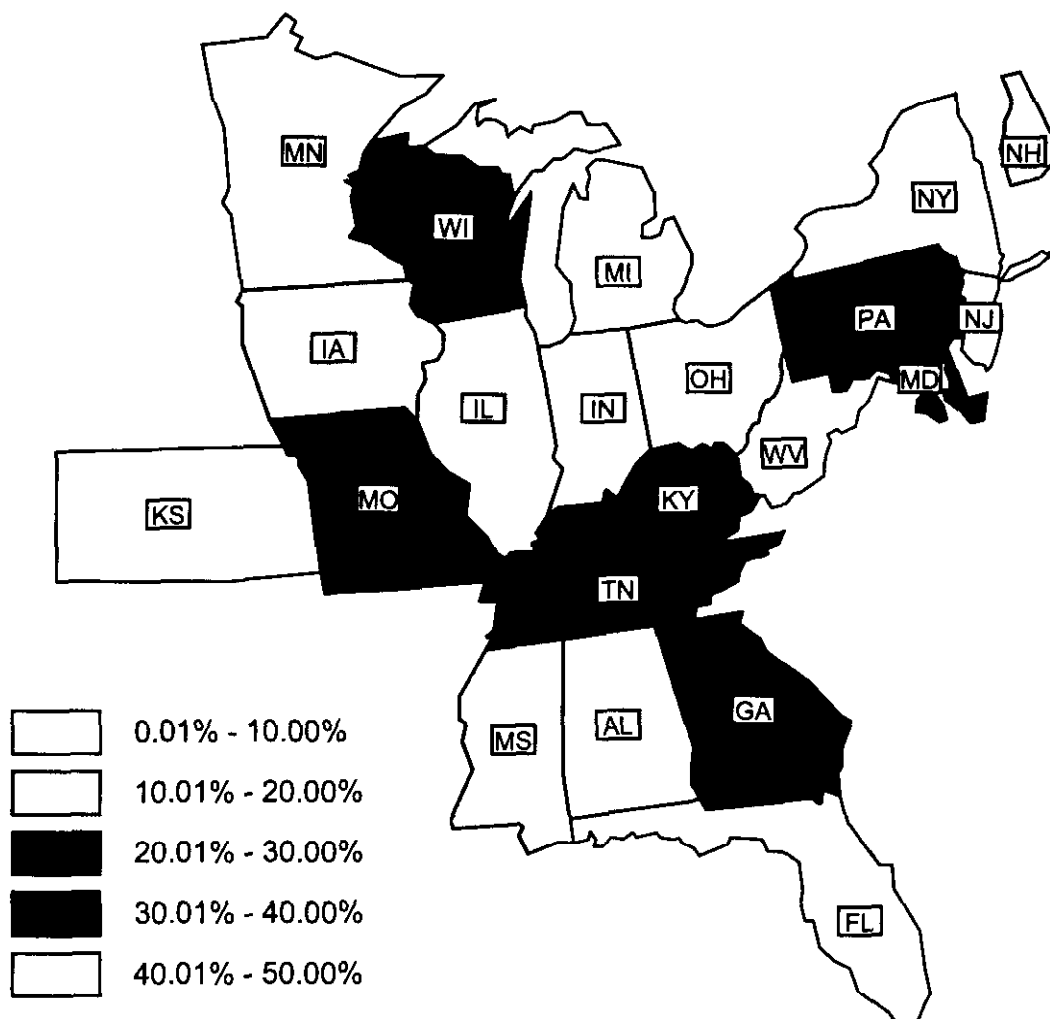 MN
NH
NY
WI
MI
PA
NJ
IA
OH
MD
IL
IN
WV
KS
MO
KY
TN
GA
MS
AL
FL
0.01% - 10.00%
10.01% - 20.00%
20.01% - 30.00%
30.01% - 40.00%
40.01% - 50.00%